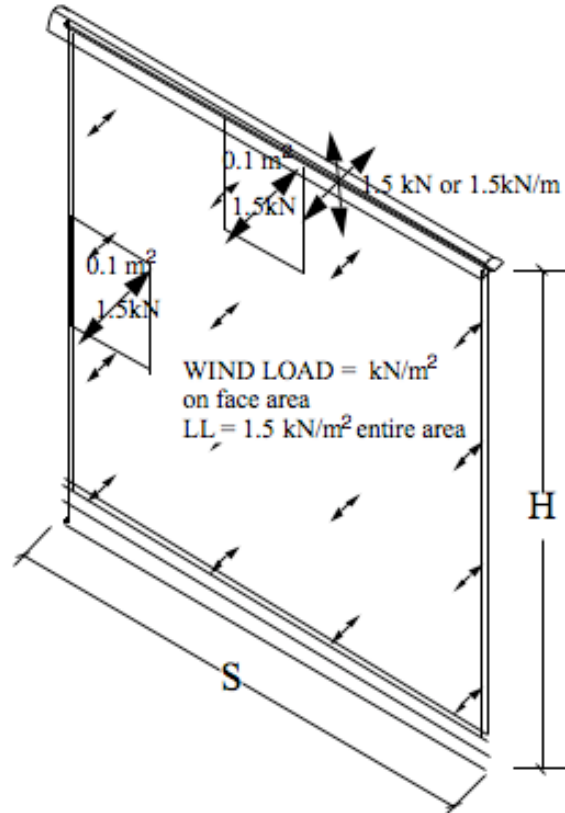 0.1 m²
1.5 kN or 1.5kN/m
1.5kN
0.1 m²
1.5kN
WIND LOAD = kN/m²
on face area
LL = 1.5 kN/m² entire area
H
S